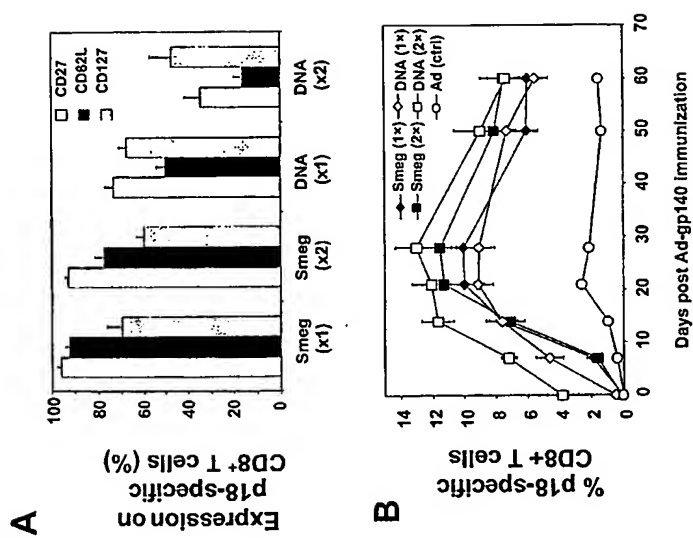 A
Expression on
p18-specific
CD8+ T cells (%)
100
80
60
40
20
0
CD27
CD62L
CD127
Smeg
(x1)
Smeg
(x2)
DNA
(x1)
DNA
(x2)
B
% p18-specific
CD8+ T cells
14
12
10
8
6
4
2
0
Smeg (1×)
DNA (1×)
Smeg (2×)
DNA (2×)
Ad (ctrl)
0
10
20
30
40
50
60
70
Days post Ad-gp140 immunization